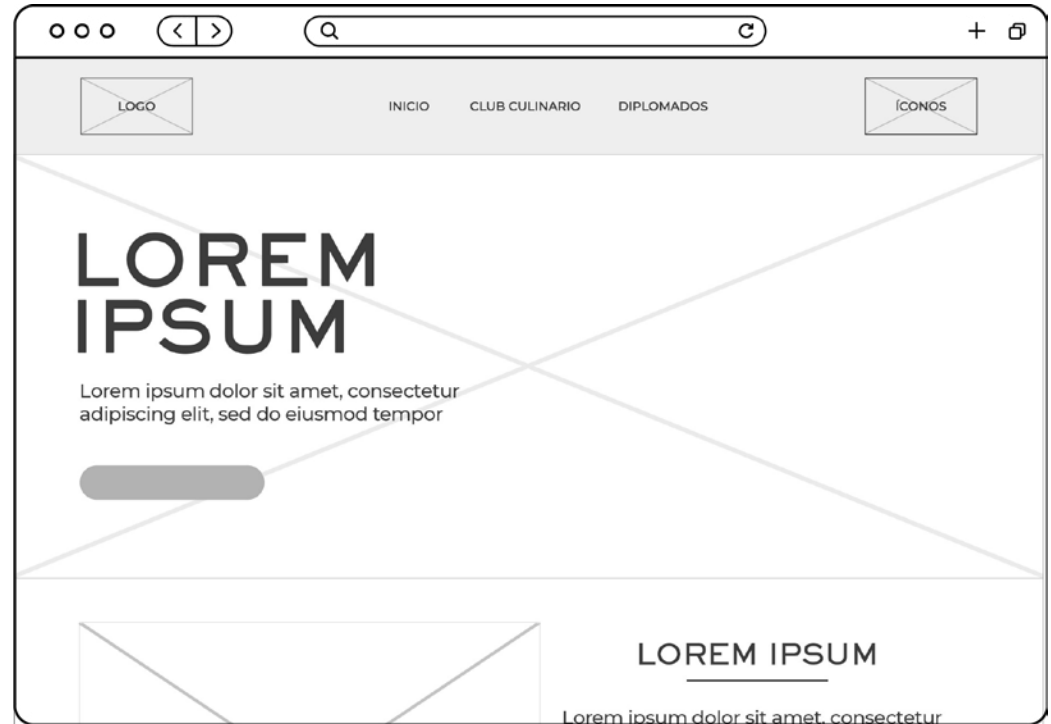 LOGO
INICIO CLUB CULINARIO DIPLOMADOS
ÍCONOS
LOREM
IPSUM
Lorem ipsum dolor sit amet, consectetur
adipiscing elit, sed do eiusmod tempor
LOREM IPSUM
Lorem ipsum dolor sit amet, consectetur